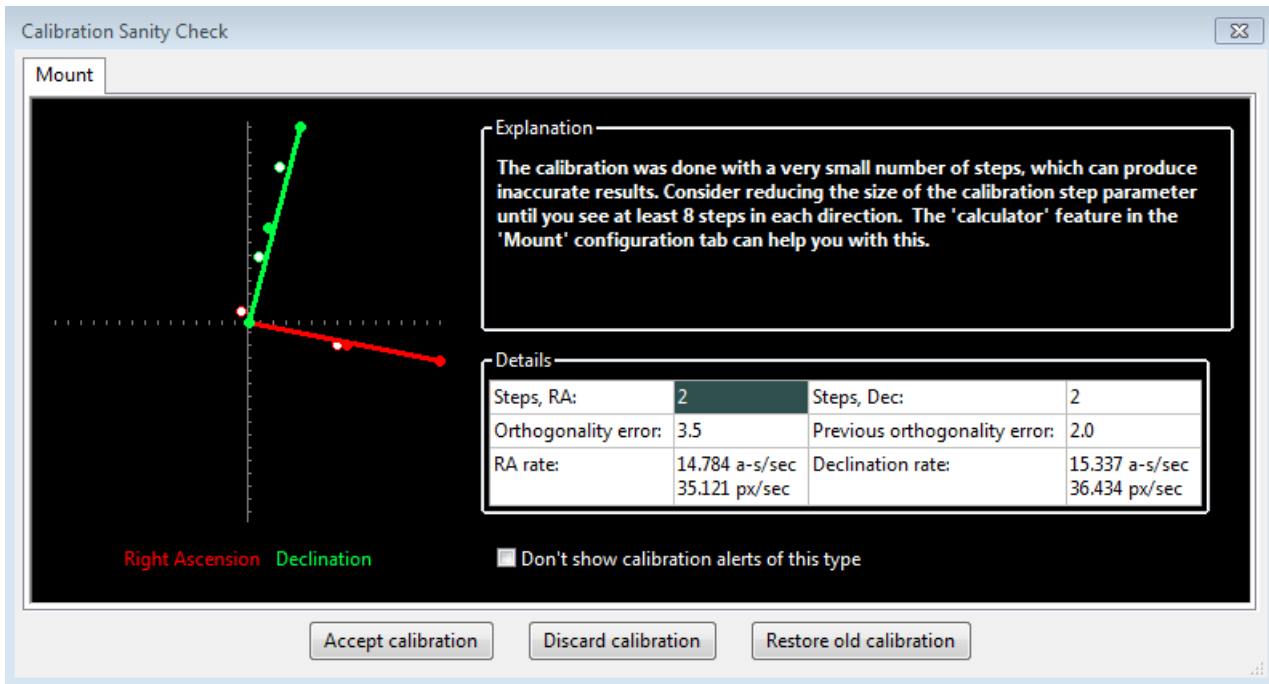 Calibration Sanity Check
Mount
Explanation
The calibration was done with a very small number of steps, which can produce
inaccurate results. Consider reducing the size of the calibration step parameter
until you see at least 8 steps in each direction.  The 'calculator' feature in the
'Mount' configuration tab can help you with this.
Details
Steps, RA: 2 Steps, Dec: 2
Orthogonality error: 3.5 Previous orthogonality error: 2.0
RA rate: 14.784 a-s/sec Declination rate: 15.337 a-s/sec
35.121 px/sec 36.434 px/sec
Right Ascension Declination
Don't show calibration alerts of this type
Accept calibration Discard calibration Restore old calibration